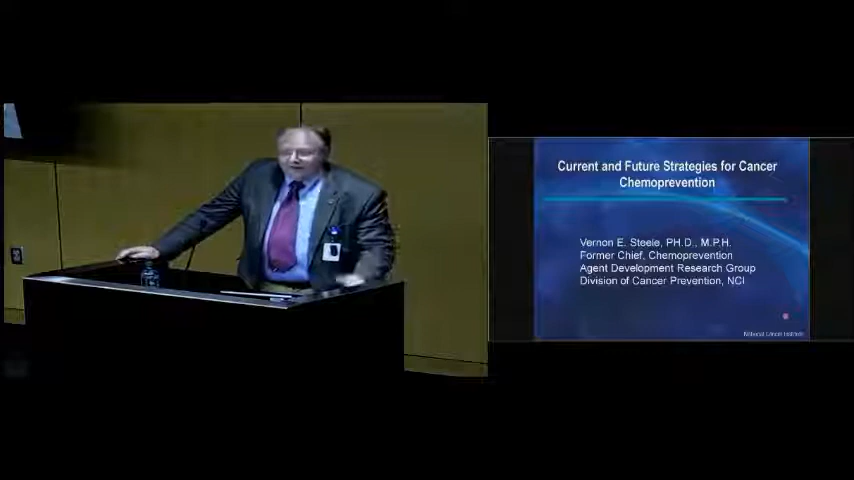 Current and Future Strategies for Cancer
Chemoprevention
Vernon E. Steele, PH.D., M.P.H.
Former Chief, Chemoprevention
Agent Development Research Group
Division of Cancer Prevention, NCI
National Cancer Institute